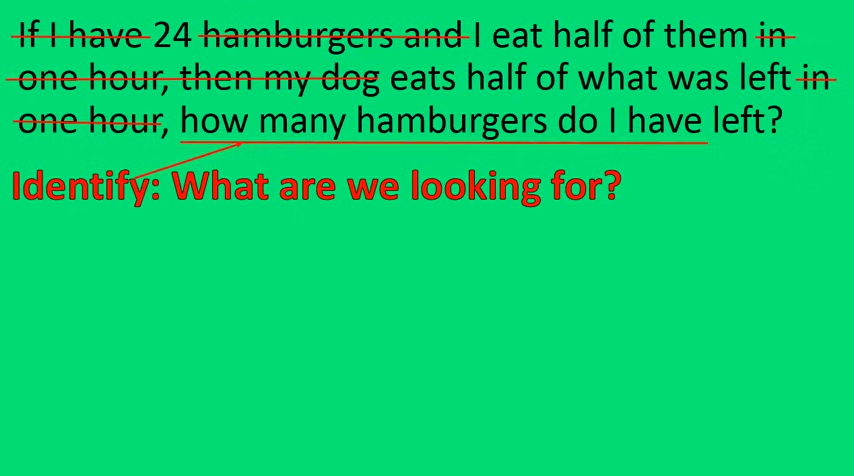 If I have 24 hamburgers and I eat half of them in
one hour, then my dog eats half of what was left in
one hour, how many hamburgers do I have left?
Identify: What are we looking for?